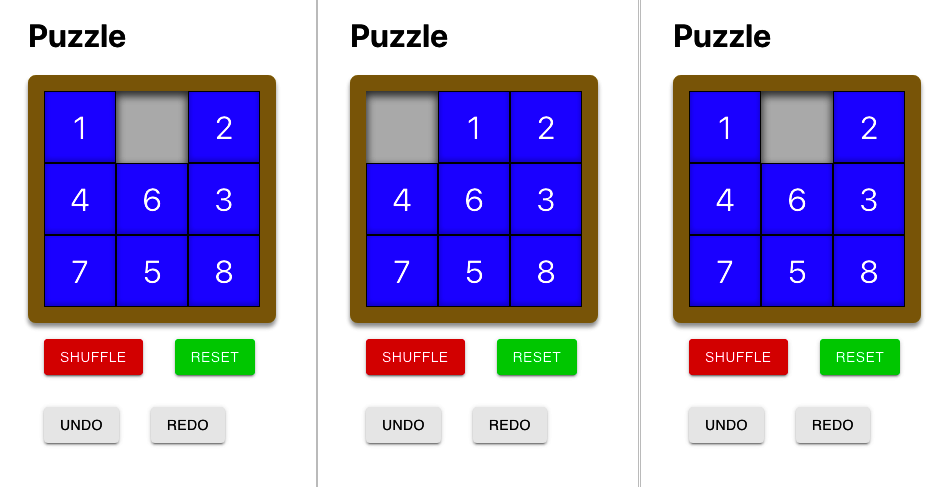 Puzzle
1 2
4 6 3
7 5 8
SHUFFLE RESET
UNDO REDO
Puzzle
1 2
4 6 3
7 5 8
SHUFFLE RESET
UNDO REDO
Puzzle
1 2
4 6 3
7 5 8
SHUFFLE RESET
UNDO REDO